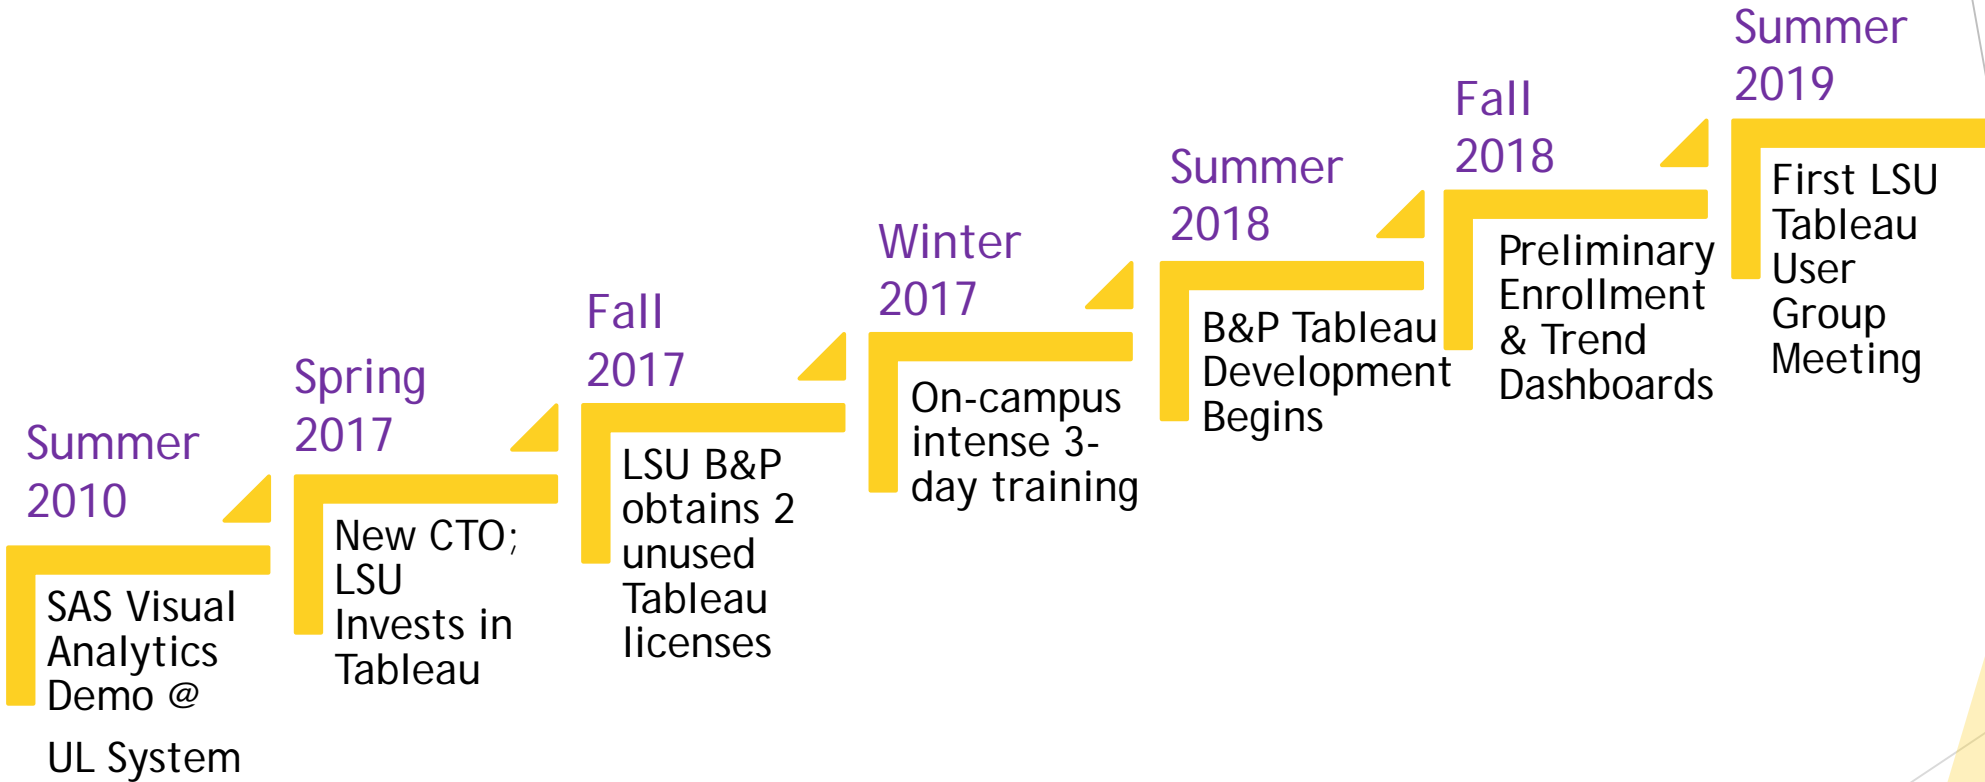 Summer
2010
SAS Visual
Analytics
Demo @
UL System
Spring
2017
New CTO;
LSU
Invests in
Tableau
Fall
2017
LSU B&P
obtains 2
unused
Tableau
licenses
Winter
2017
On-campus
intense 3-
day training
Summer
2018
B&P Tableau
Development
Begins
Fall
2018
Preliminary
Enrollment
& Trend
Dashboards
Summer
2019
First LSU
Tableau
User
Group
Meeting